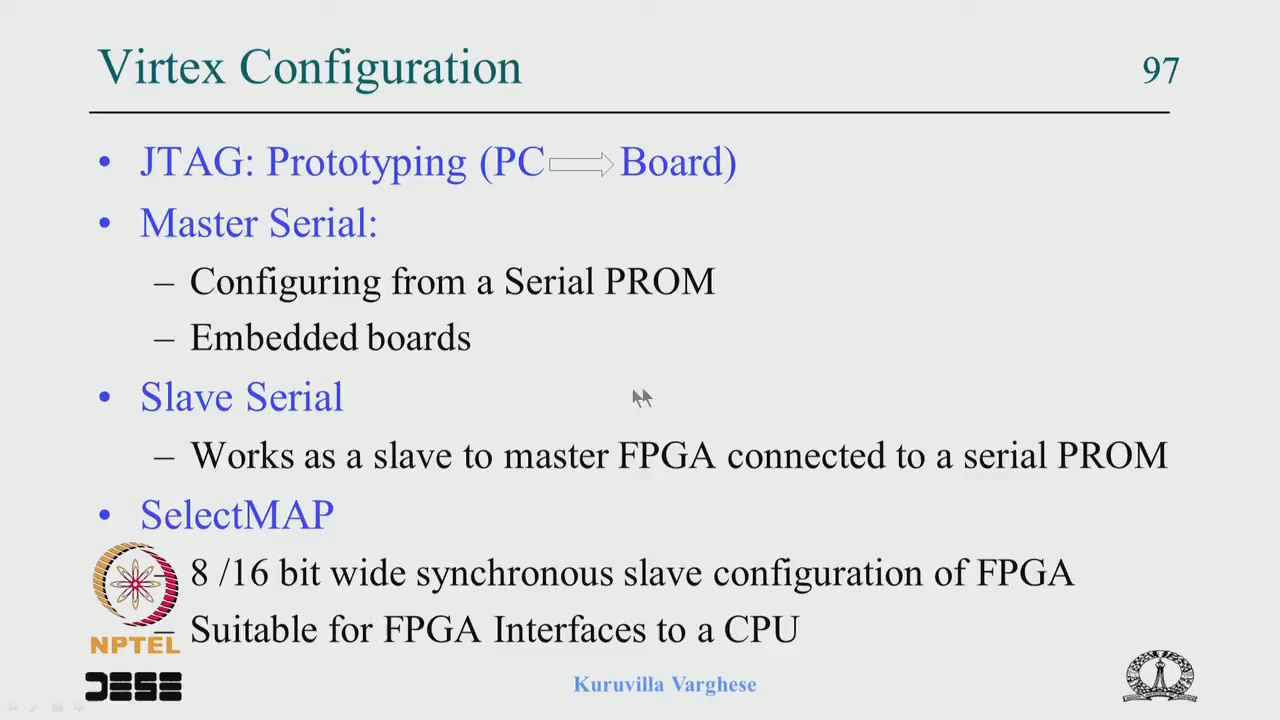 Virtex Configuration 97
• JTAG: Prototyping (PC Board)
• Master Serial:
– Configuring from a Serial PROM
– Embedded boards
• Slave Serial
– Works as a slave to master FPGA connected to a serial PROM
• SelectMAP
– 8 /16 bit wide synchronous slave configuration of FPGA
– Suitable for FPGA Interfaces to a CPU
NPTEL
DESE
Kuruvilla Varghese